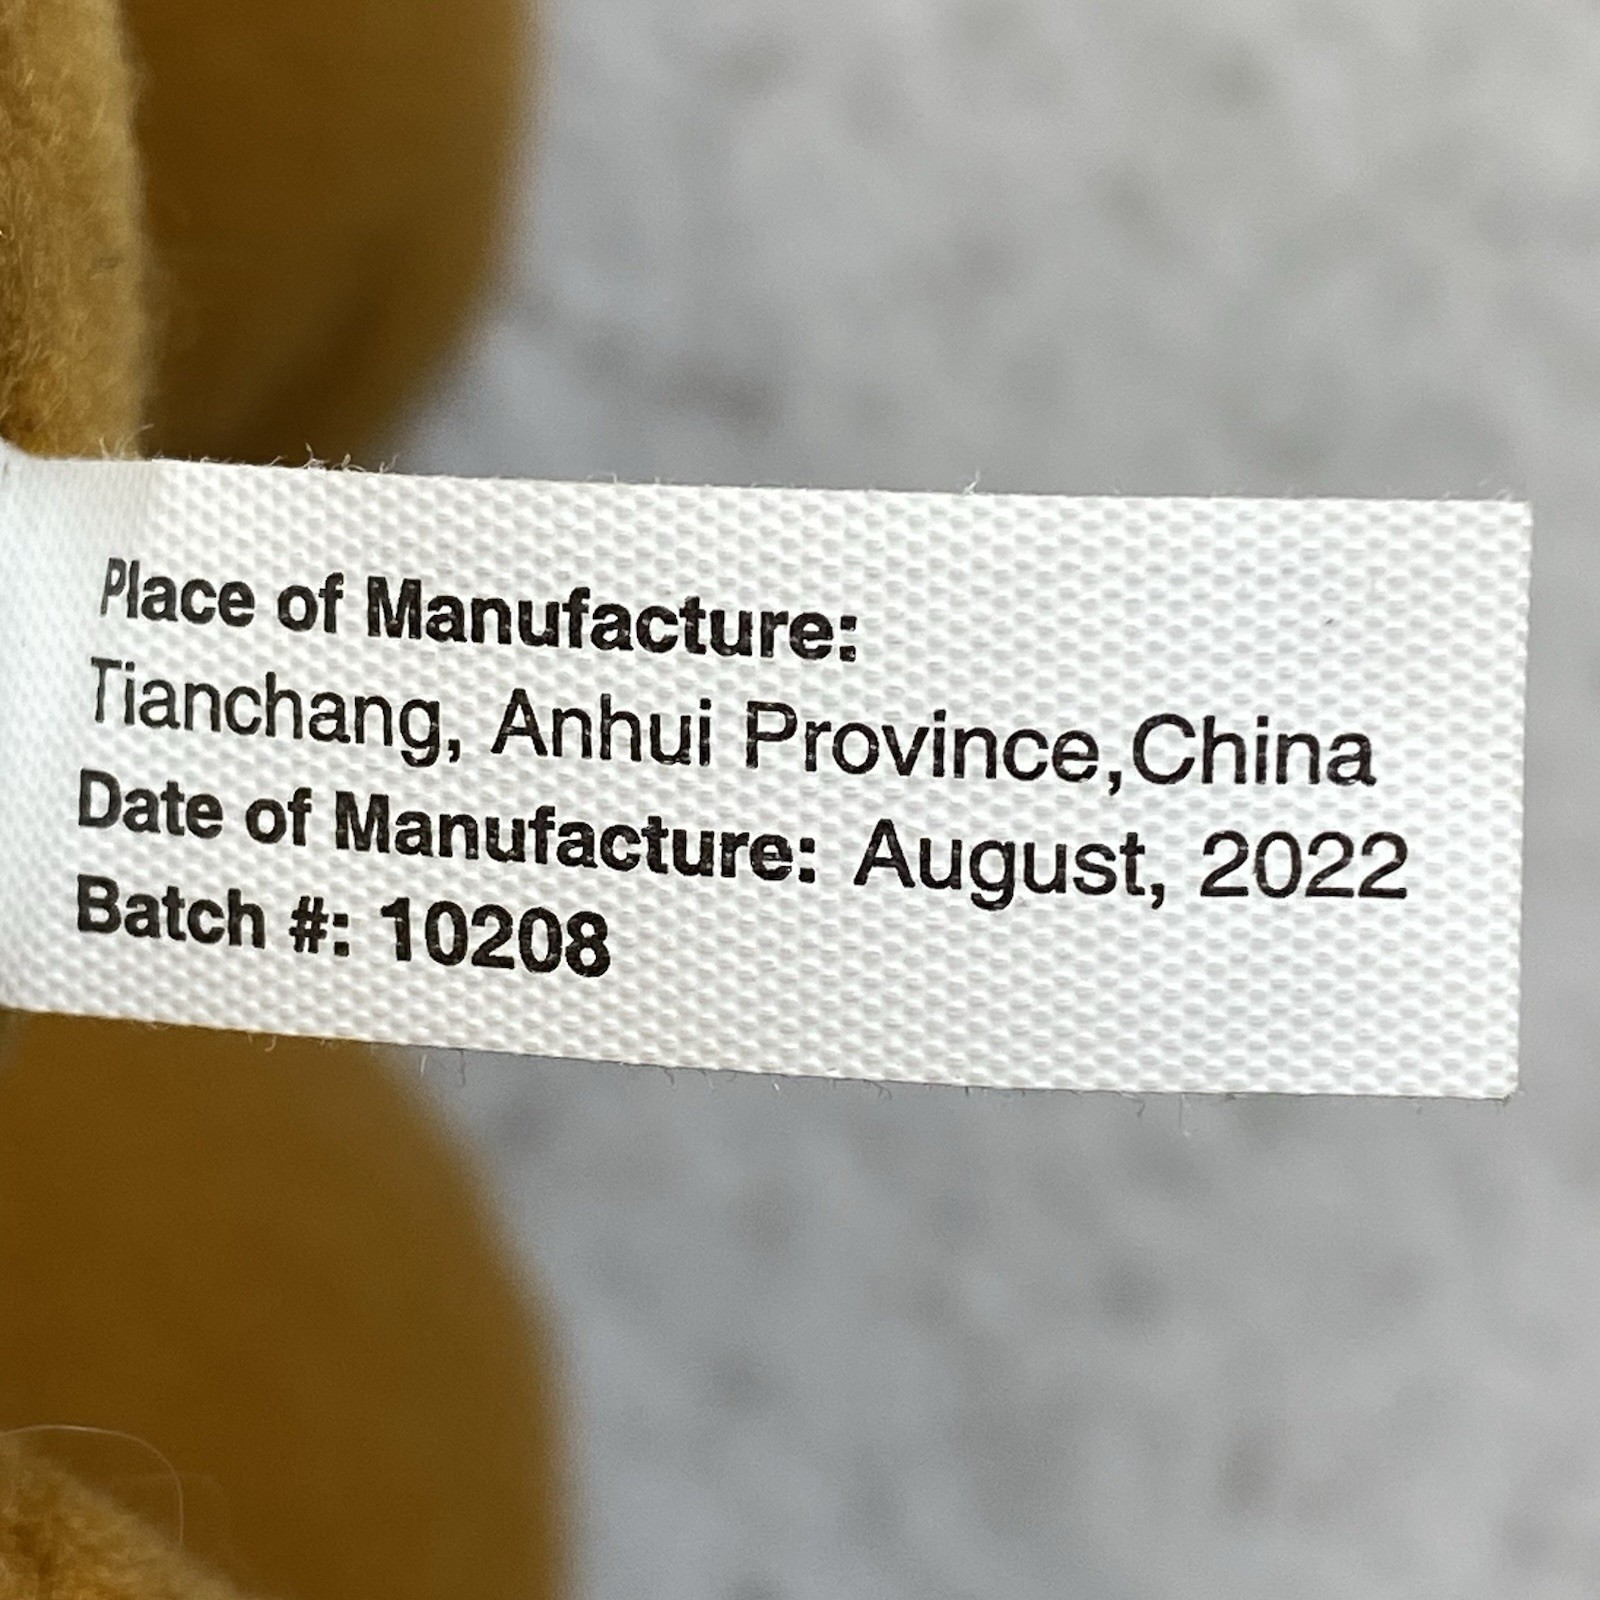 Place of Manufacture:
Tianchang, Anhui Province,China
Date of Manufacture: August, 2022
Batch #: 10208